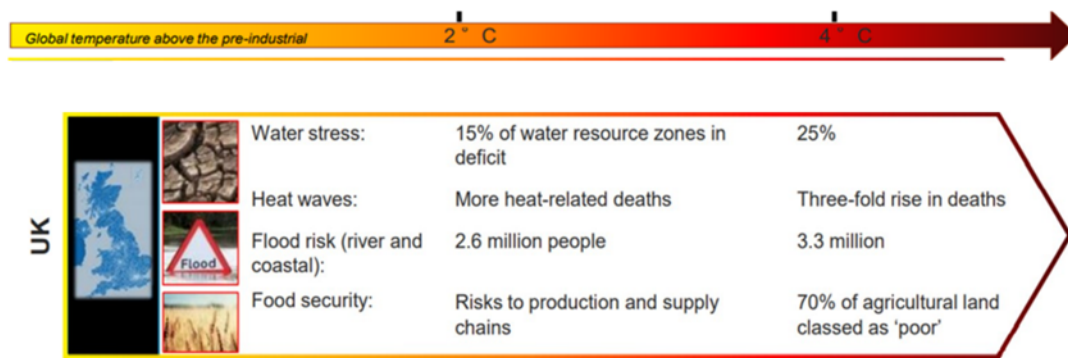 Global temperature above the pre-industrial
2 ° C
4 ° C
UK
Water stress:
15% of water resource zones in
deficit
25%
Heat waves:
More heat-related deaths
Three-fold rise in deaths
Flood risk (river and
coastal):
2.6 million people
3.3 million
Flood
Food security:
Risks to production and supply
chains
70% of agricultural land
classed as ‘poor’